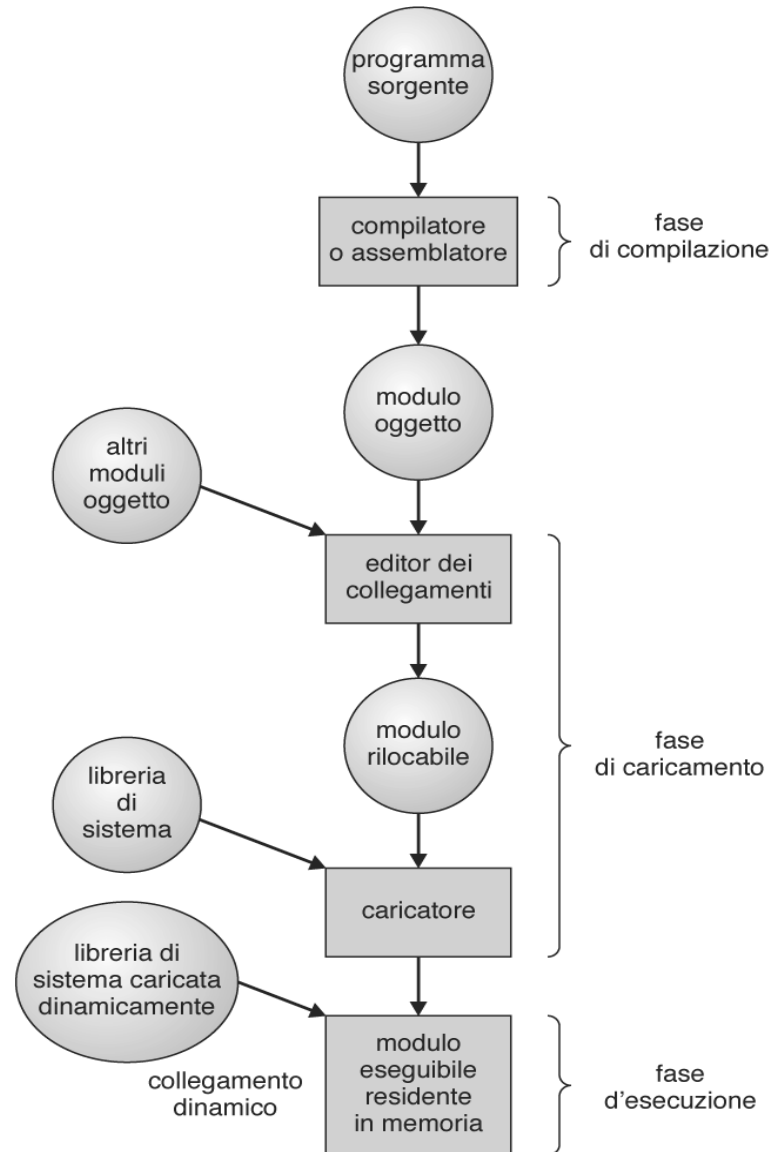 programma
sorgente
compilatore
o assemblatore
fase
di compilazione
modulo
oggetto
altri
moduli
oggetto
editor dei
collegamenti
modulo
rilocabile
fase
di caricamento
libreria
di
sistema
caricatore
libreria di
sistema caricata
dinamicamente
collegamento
dinamico
modulo
eseguibile
residente
in memoria
fase
d'esecuzione